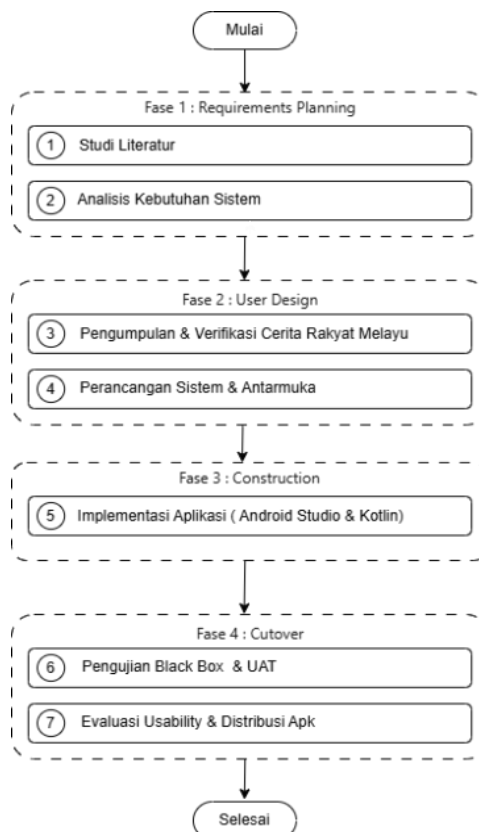 Mulai
Fase 1 : Requirements Planning
1 Studi Literatur
2 Analisis Kebutuhan Sistem
Fase 2 : User Design
3 Pengumpulan & Verifikasi Cerita Rakyat Melayu
4 Perancangan Sistem & Antarmuka
Fase 3 : Construction
5 Implementasi Aplikasi ( Android Studio & Kotlin)
Fase 4 : Cutover
6 Pengujian Black Box & UAT
7 Evaluasi Usability & Distribusi Apk
Selesai